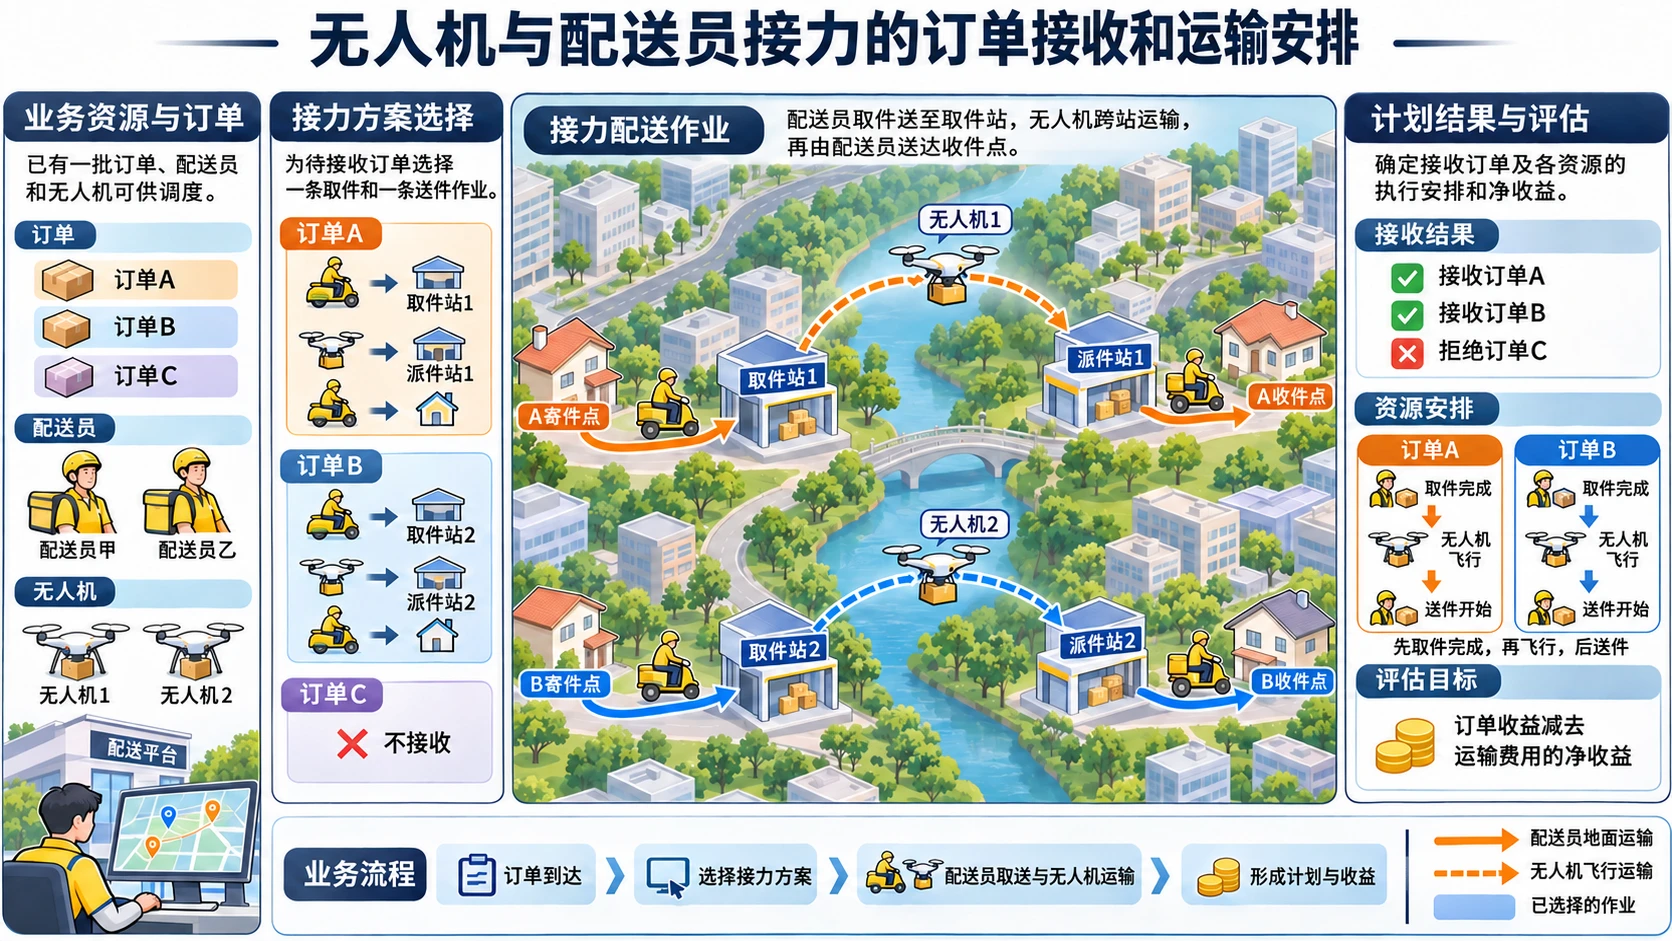 无人机与配送员接力的订单接收和运输安排
业务资源与订单
已有一批订单、配送员
和无人机可供调度。
订单
订单A
订单B
订单C
配送员
配送员甲
配送员乙
无人机
无人机1
无人机2
配送平台
接力方案选择
为待接收订单选择
一条取件和一条送件作业。
订单A
取件站1
派件站1
订单B
取件站2
派件站2
订单C
不接收
接力配送作业
配送员取件送至取件站，无人机跨站运输，
再由配送员送达收件点。
无人机1
取件站1
派件站1
A寄件点
A收件点
无人机2
取件站2
派件站2
B寄件点
B收件点
计划结果与评估
确定接收订单及各资源的
执行安排和净收益。
接收结果
接收订单A
接收订单B
拒绝订单C
资源安排
订单A
取件完成
无人机
飞行
送件开始
订单B
取件完成
无人机
飞行
送件开始
先取件完成，再飞行，后送件
评估目标
订单收益减去
运输费用的净收益
业务流程
订单到达
选择接力方案
配送员取送与无人机运输
形成计划与收益
配送员地面运输
无人机飞行运输
已选择的作业